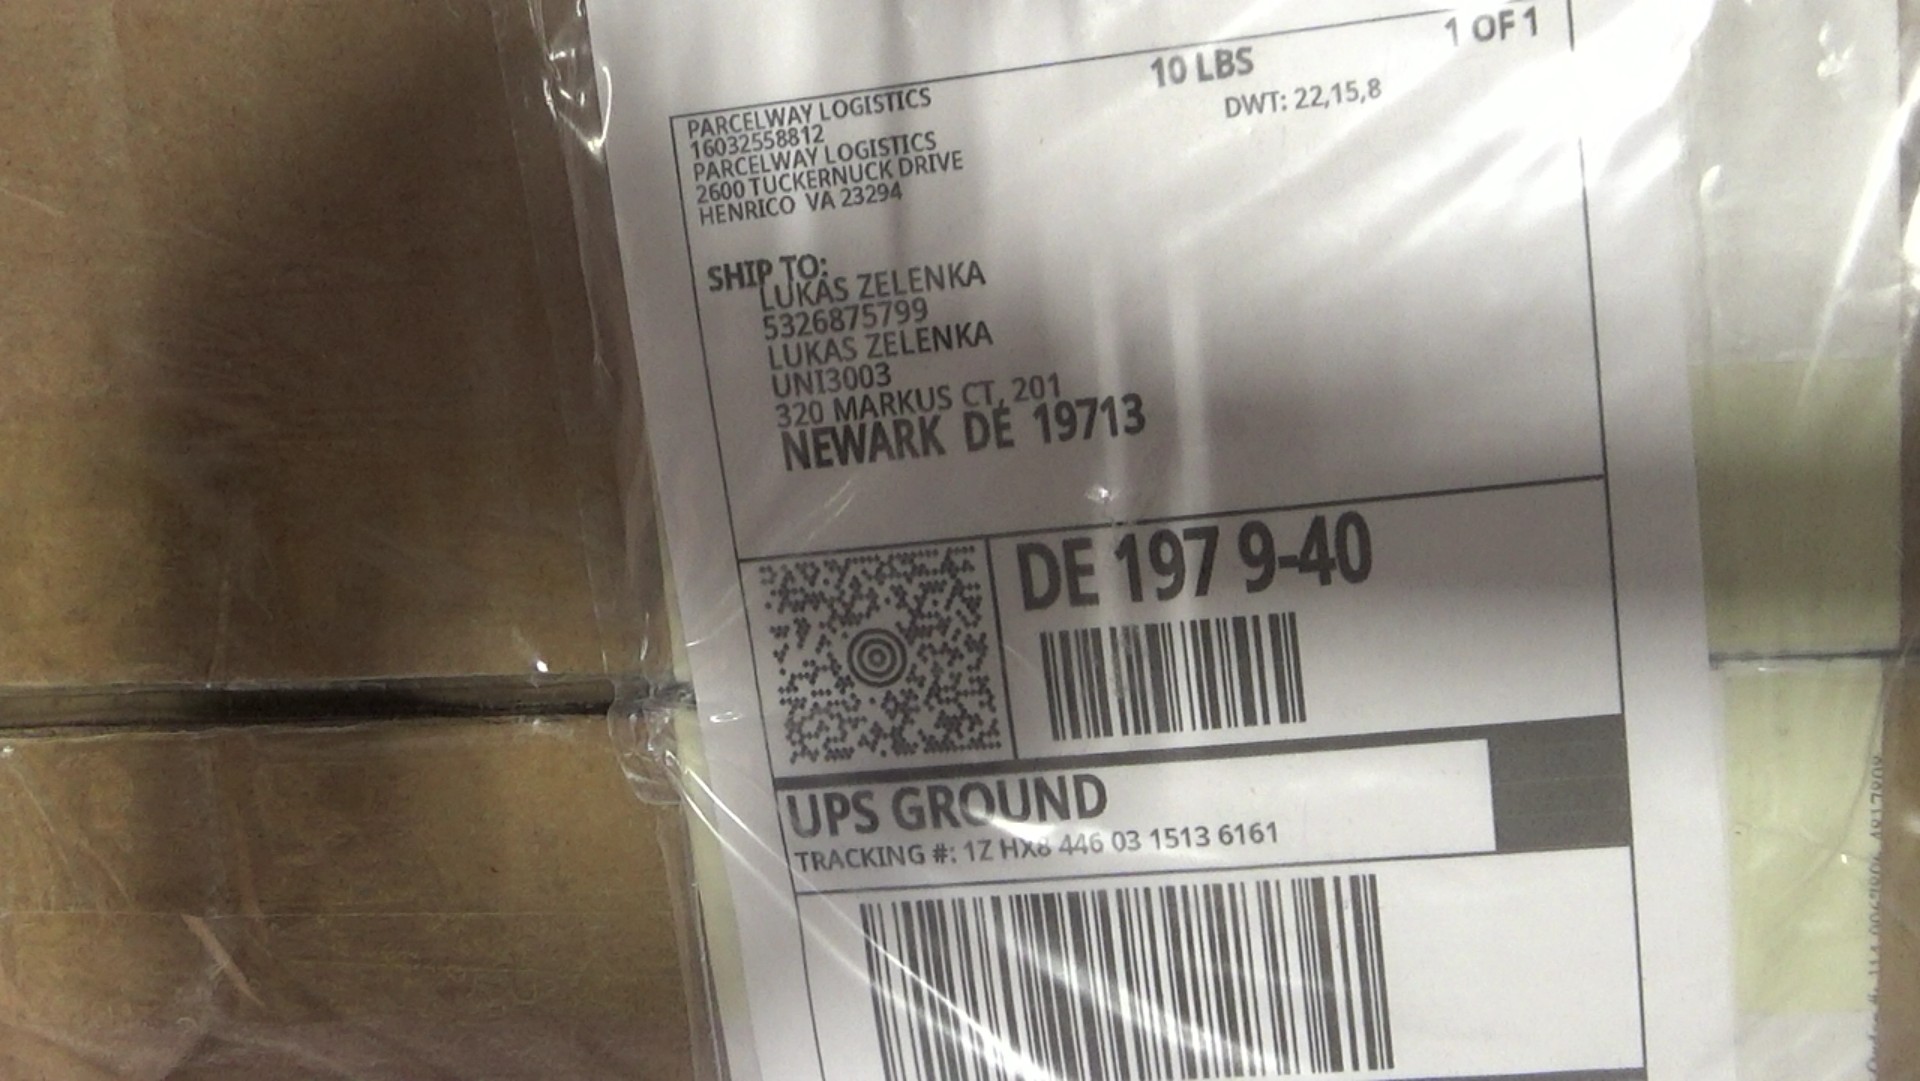 1 OF 1
10 LBS
DWT: 22,15,8
PARCELWAY LOGISTICS
16032558812
PARCELWAY LOGISTICS
2600 TUCKERNUCK DRIVE
HENRICO VA 23294
SHIP TO:
LUKAS ZELENKA
5326875799
LUKAS ZELENKA
UNI3003
320 MARKUS CT, 201
NEWARK DE 19713
DE 197 9-40
UPS GROUND
TRACKING #: 1Z HX8 446 03 1513 6161